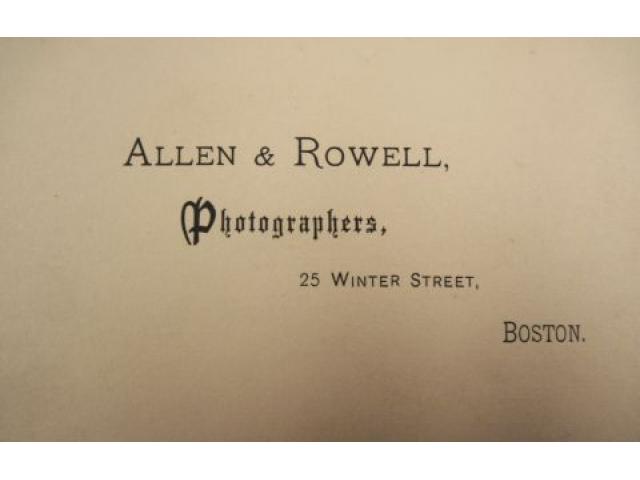 Allen & Rowell,
Photographers,
25 Winter Street,
Boston.